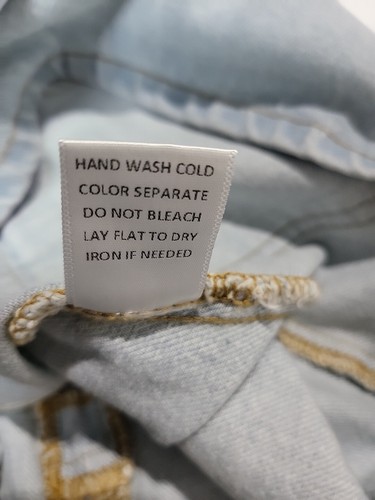 HAND WASH COLD
COLOR SEPARATE
DO NOT BLEACH
LAY FLAT TO DRY
IRON IF NEEDED